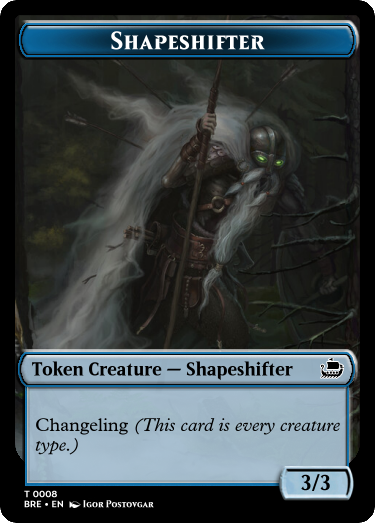 Shapeshifter
Token Creature — Shapeshifter
Changeling (This card is every creature
type.)
3/3
T 0008
BRE • EN Igor Postovgar